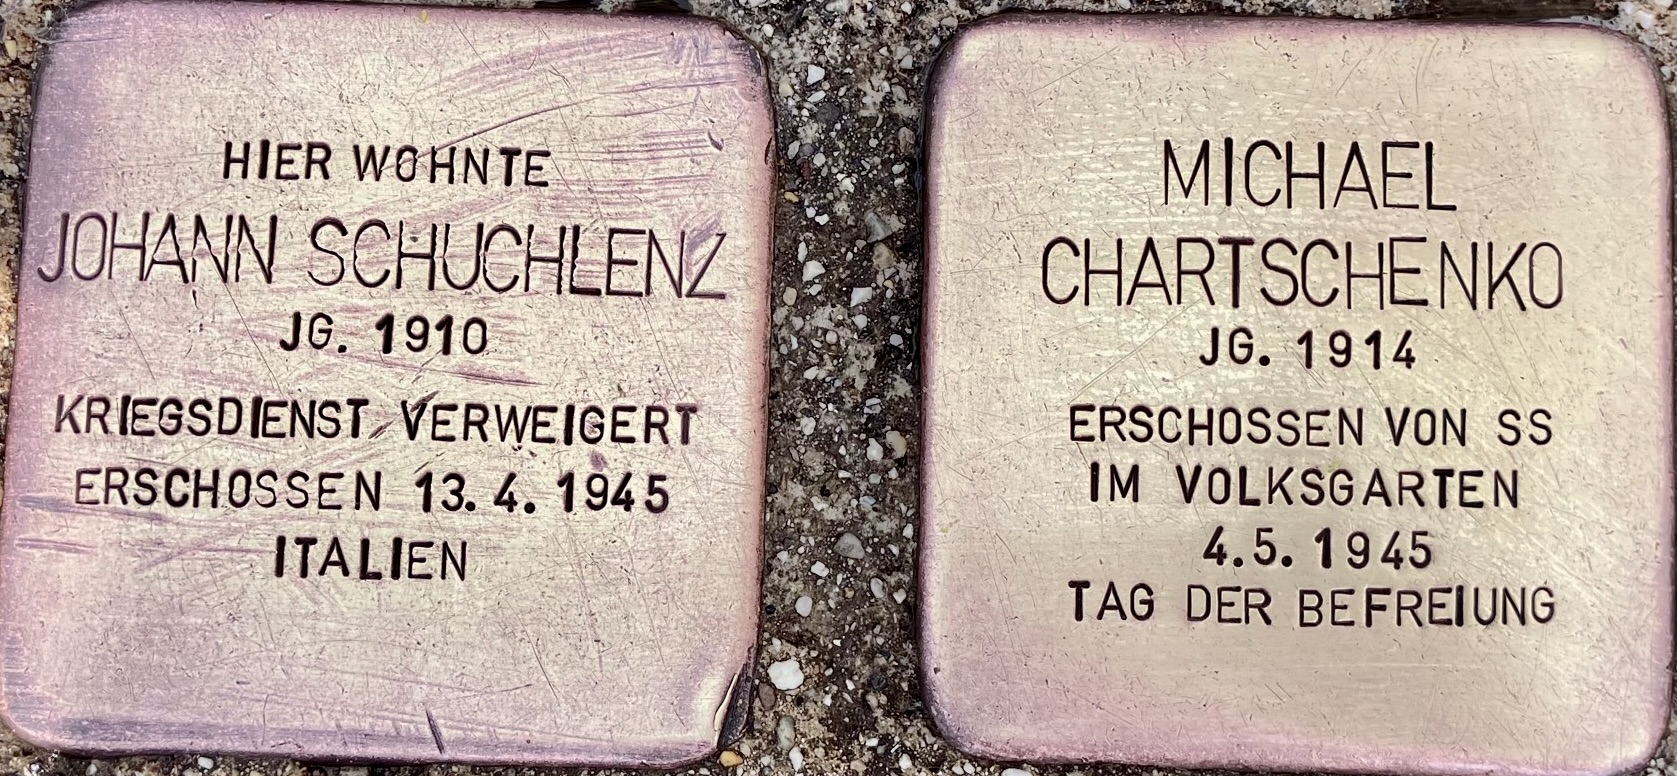 HIER WOHNTE
JOHANN SCHUCHLENZ
JG. 1910
KRIEGSDIENST VERWEIGERT
ERSCHOSSEN 13.4.1945
ITALIEN
MICHAEL
CHARTSCHENKO
JG. 1914
ERSCHOSSEN VON SS
IM VOLKSGARTEN
4.5.1945
TAG DER BEFREIUNG